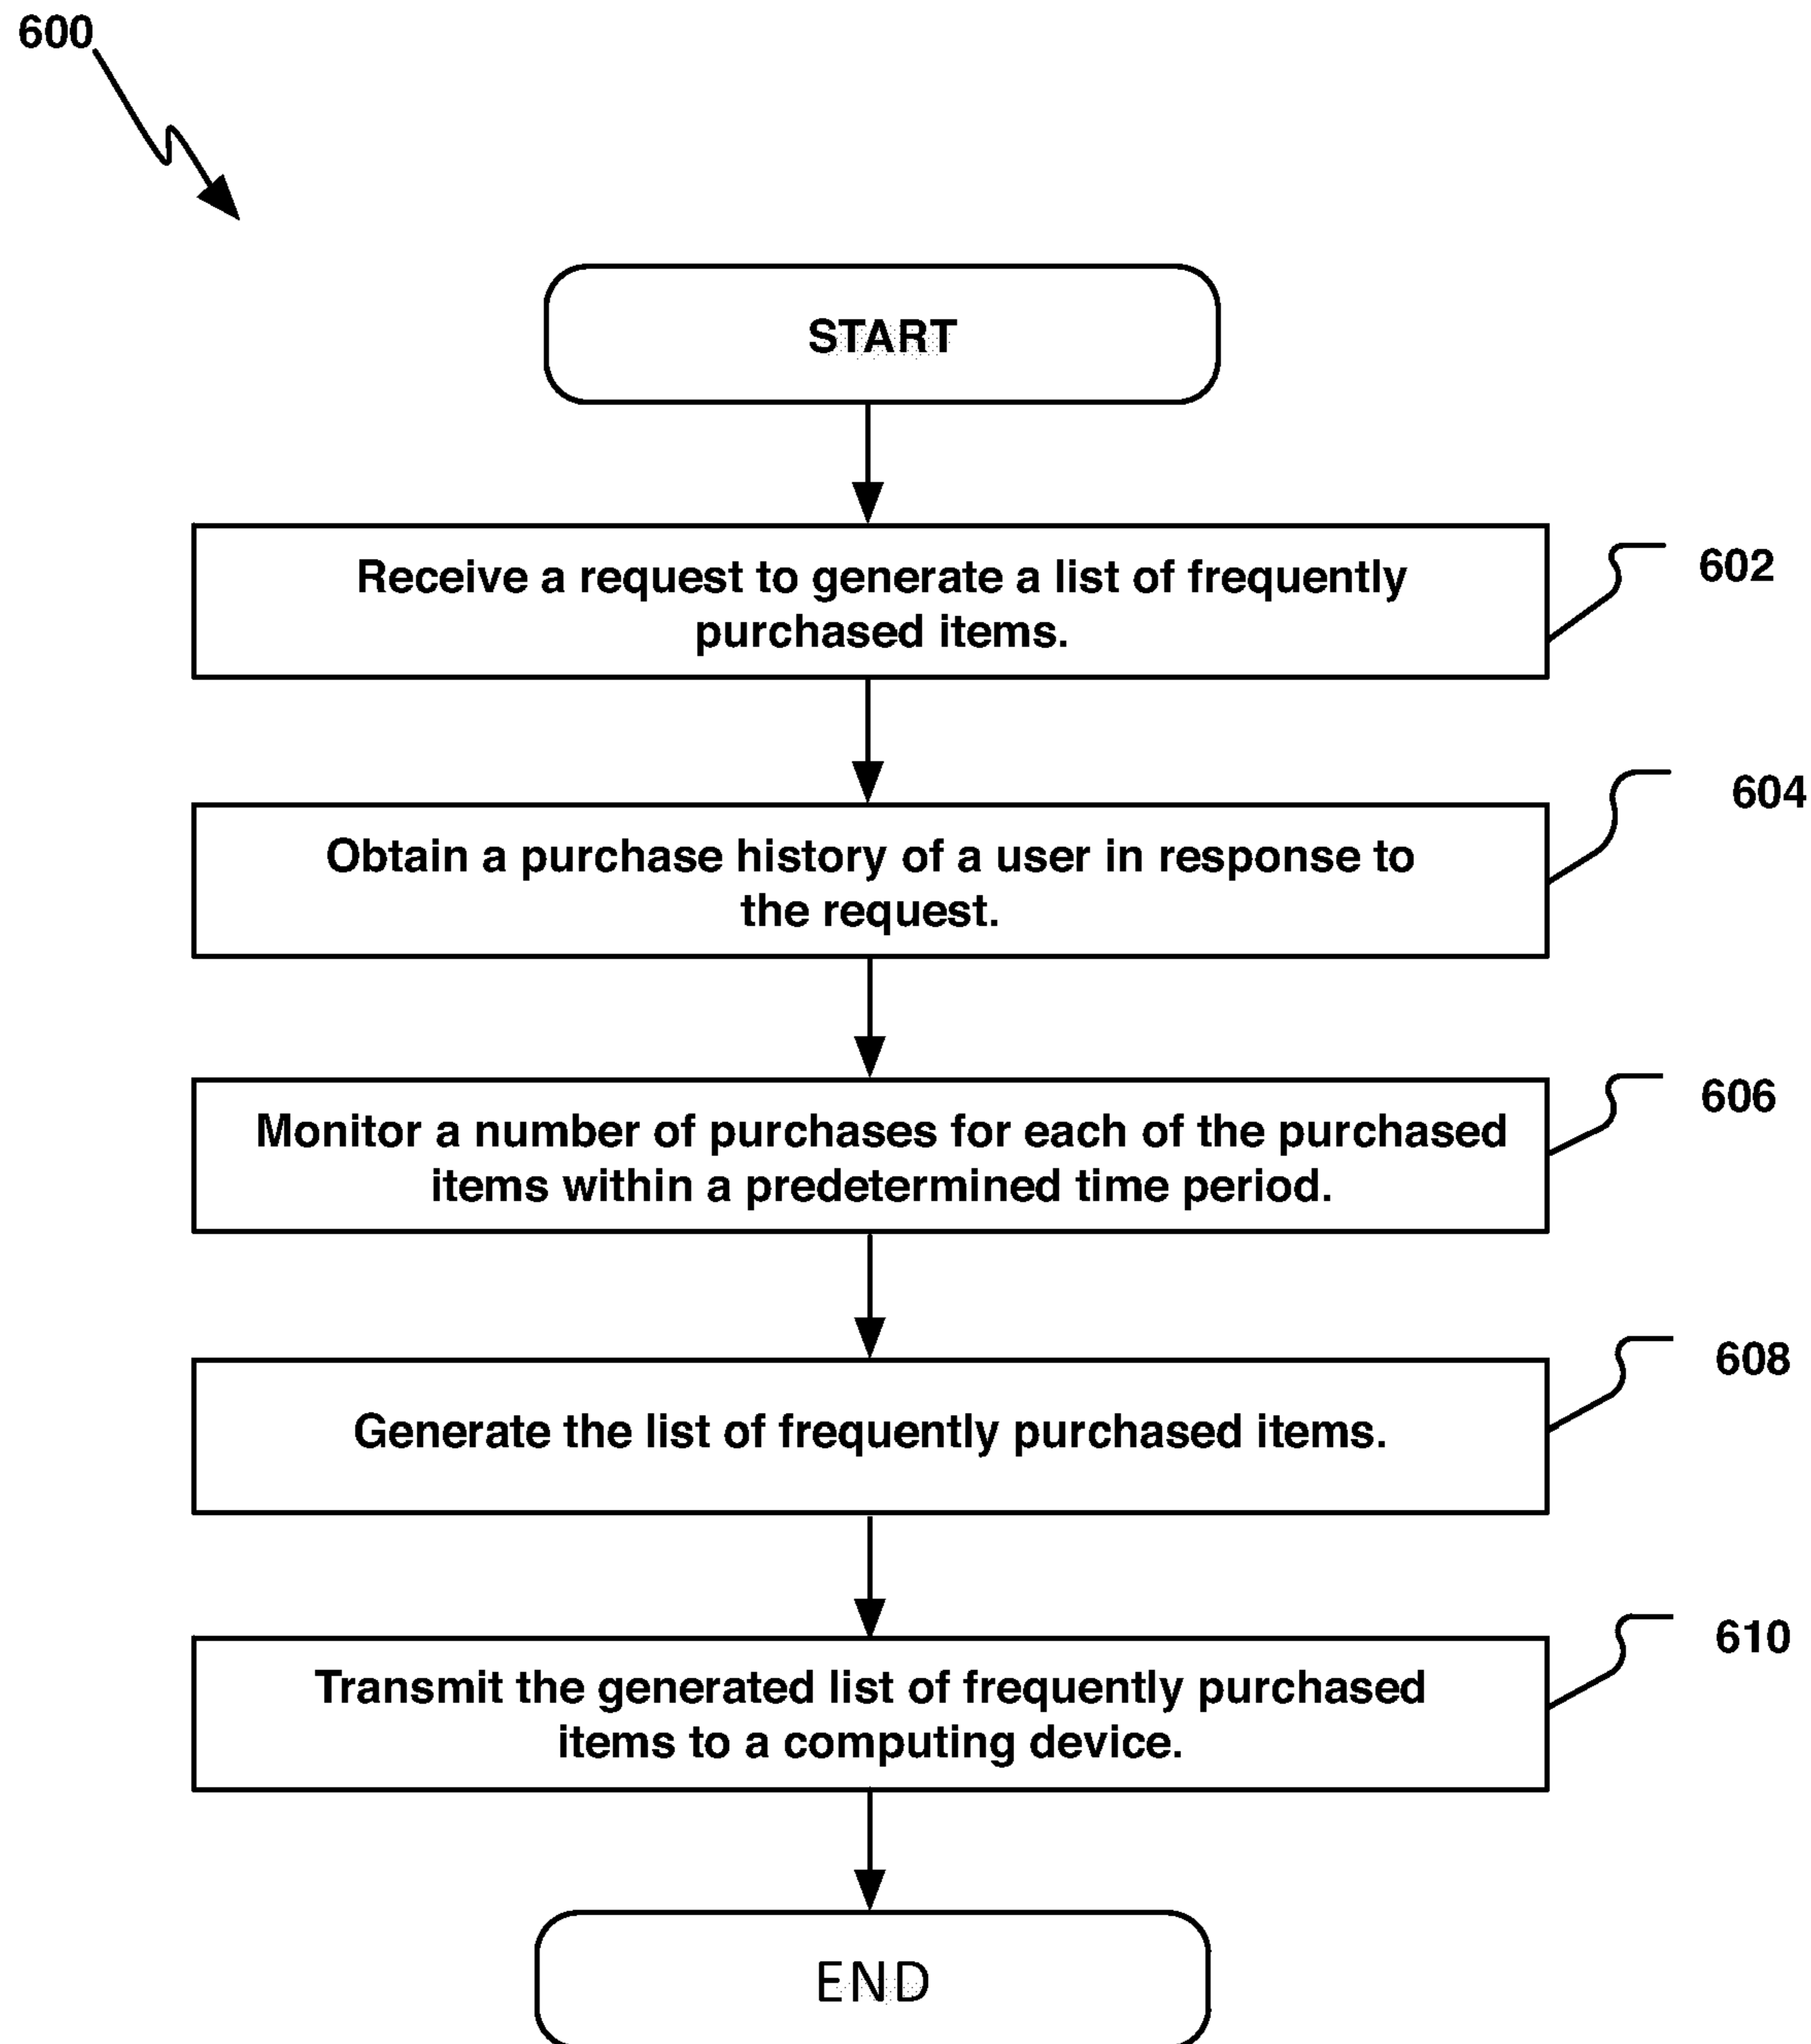 600
START
Receive a request to generate a list of frequently
purchased items.
602
Obtain a purchase history of a user in response to
the request.
604
Monitor a number of purchases for each of the purchased
items within a predetermined time period.
606
Generate the list of frequently purchased items.
608
Transmit the generated list of frequently purchased
items to a computing device.
610
END